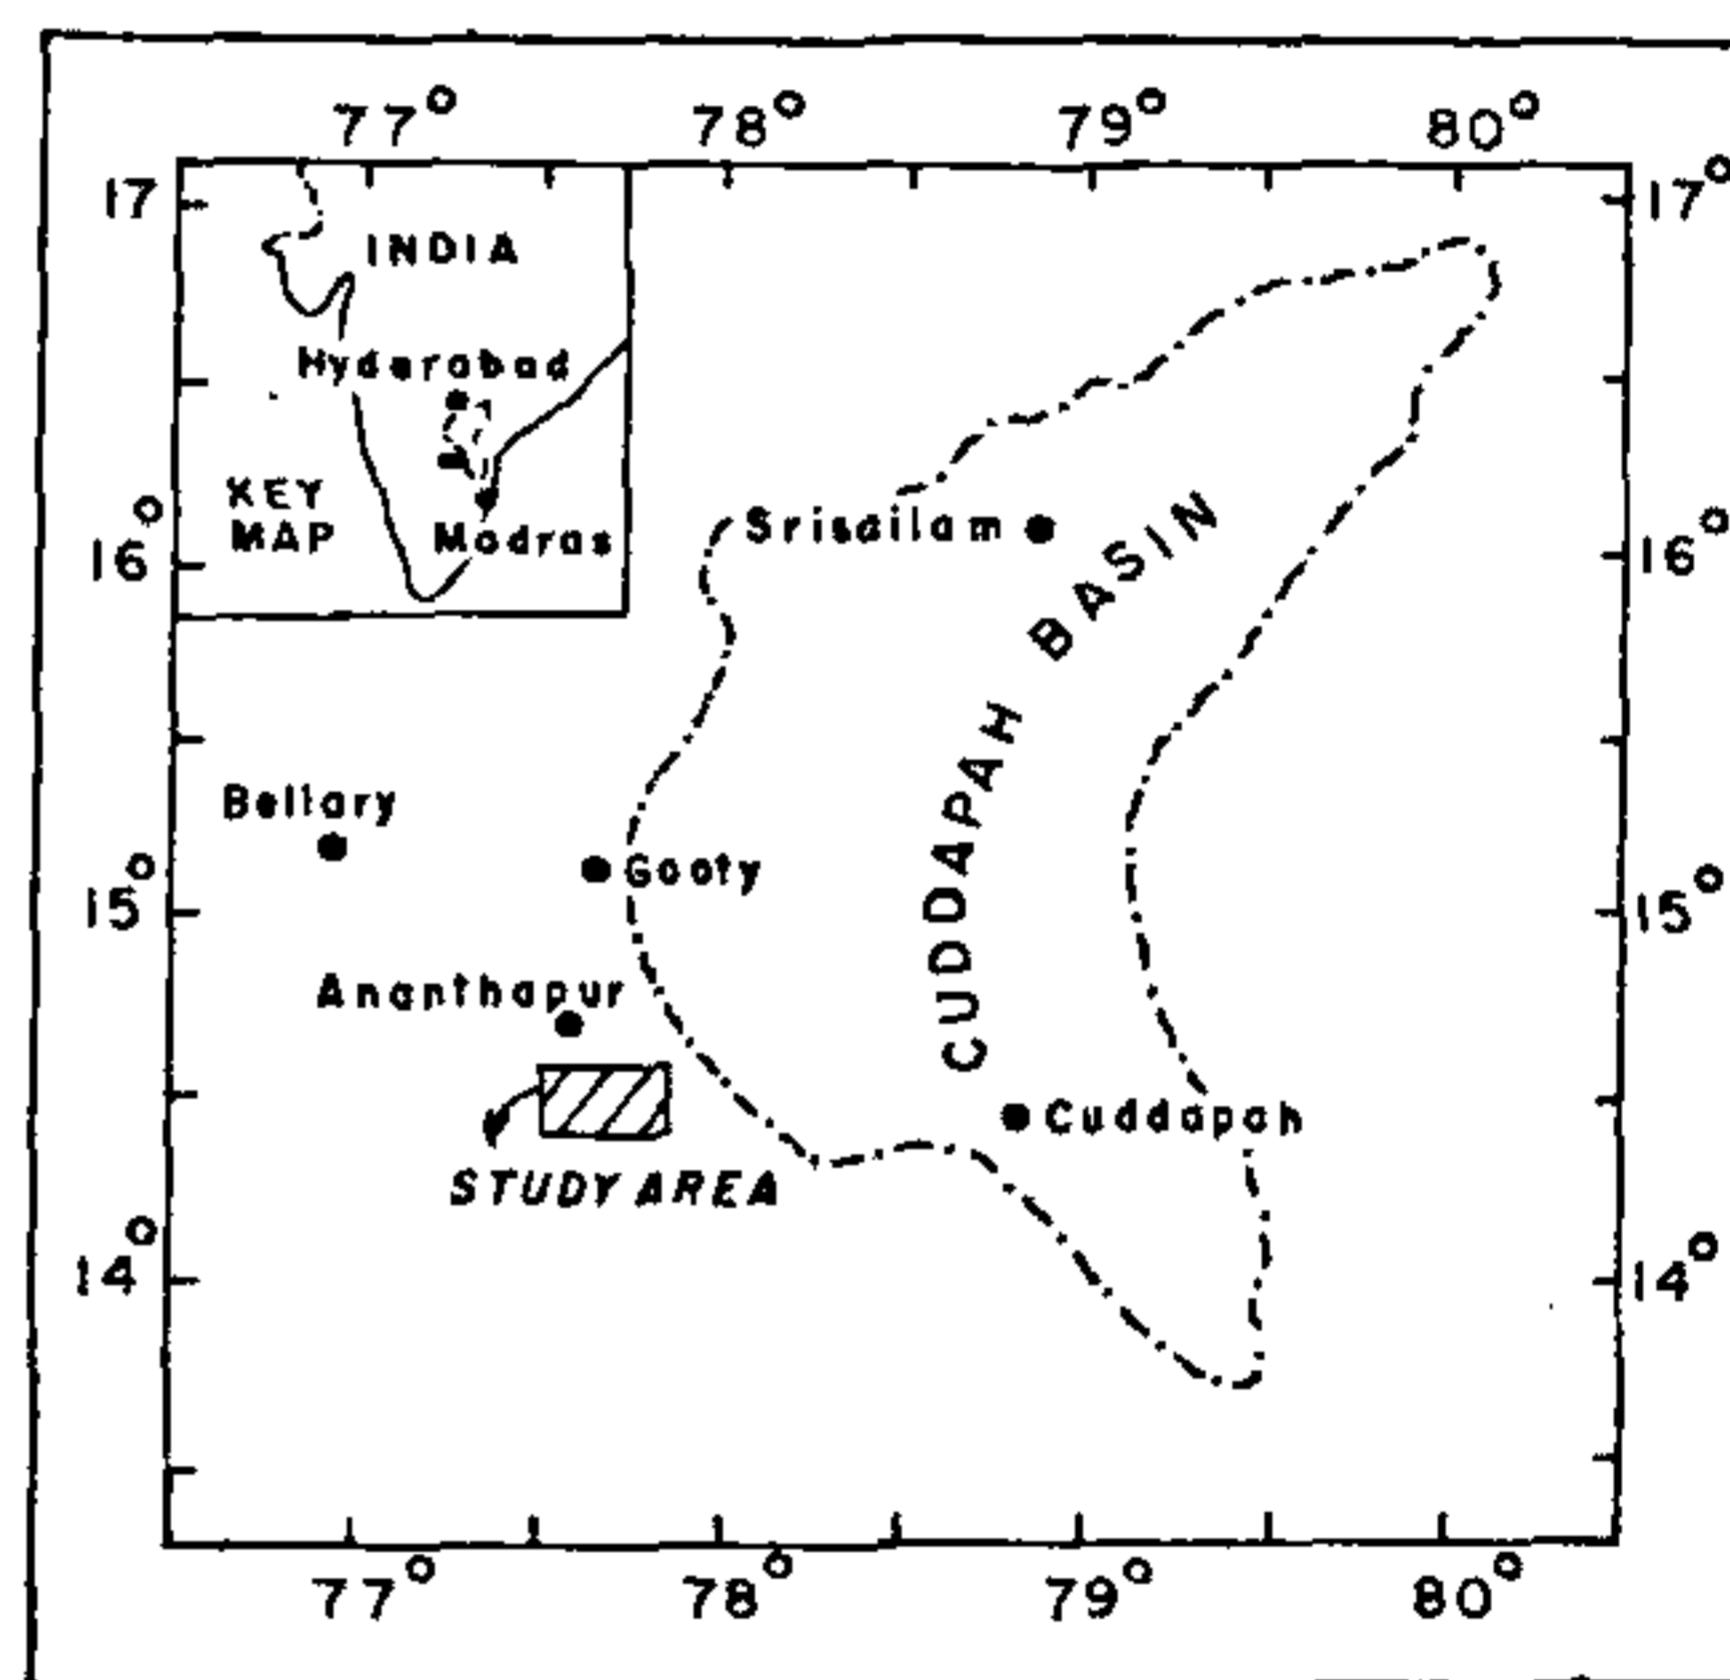 77° 78° 79° 80°
17 17°
INDIA
Hyderabad
KEY
MAP
Madras
Srisailam
16° 16°
CUDDAPAH BASIN
Bellary
Gooty
15° 15°
Ananthapur
Cuddapah
STUDY AREA
14° 14°
77° 78° 79° 80°